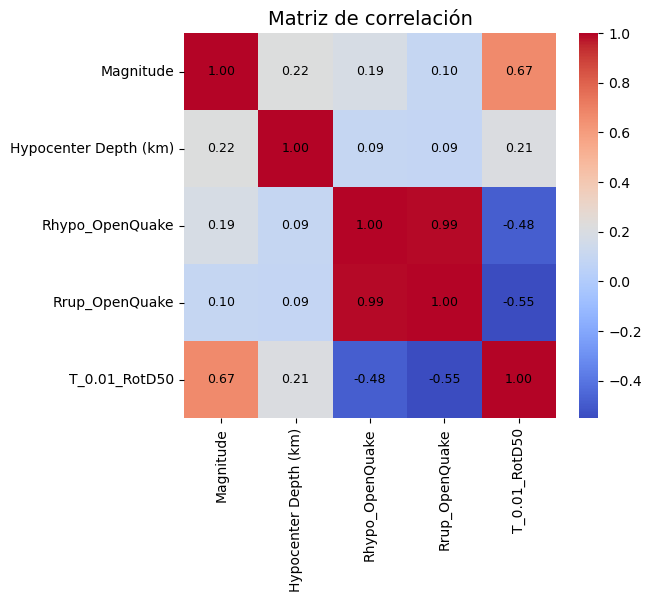 Matriz de correlación
Magnitude 1.00 0.22 0.19 0.10 0.67
Hypocenter Depth (km) 0.22 1.00 0.09 0.09 0.21
Rhypo_OpenQuake 0.19 0.09 1.00 0.99 -0.48
Rrup_OpenQuake 0.10 0.09 0.99 1.00 -0.55
T_0.01_RotD50 0.67 0.21 -0.48 -0.55 1.00
Magnitude
Hypocenter Depth (km)
Rhypo_OpenQuake
Rrup_OpenQuake
T_0.01_RotD50
1.0
0.8
0.6
0.4
0.2
0.0
−0.2
−0.4